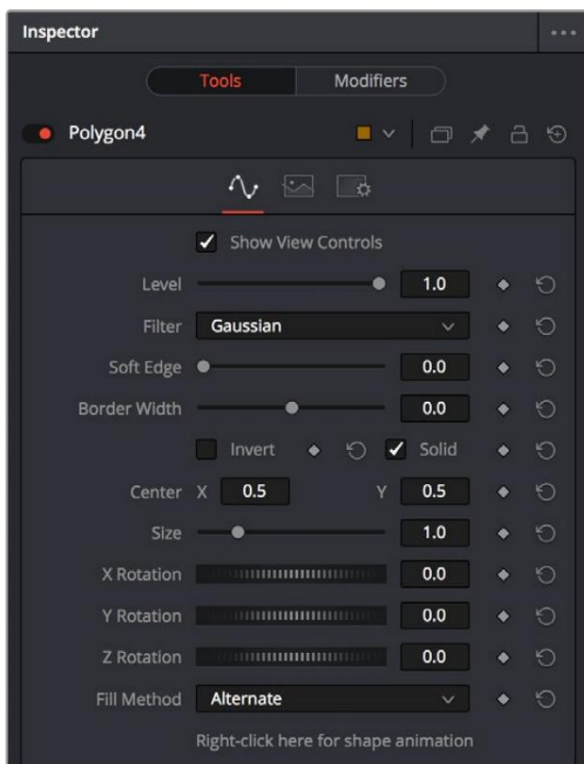 Inspector
Tools Modifiers
Polygon4
Show View Controls
Level 1.0
Filter Gaussian
Soft Edge 0.0
Border Width 0.0
Invert Solid
Center X 0.5 Y 0.5
Size 1.0
X Rotation 0.0
Y Rotation 0.0
Z Rotation 0.0
Fill Method Alternate
Right-click here for shape animation